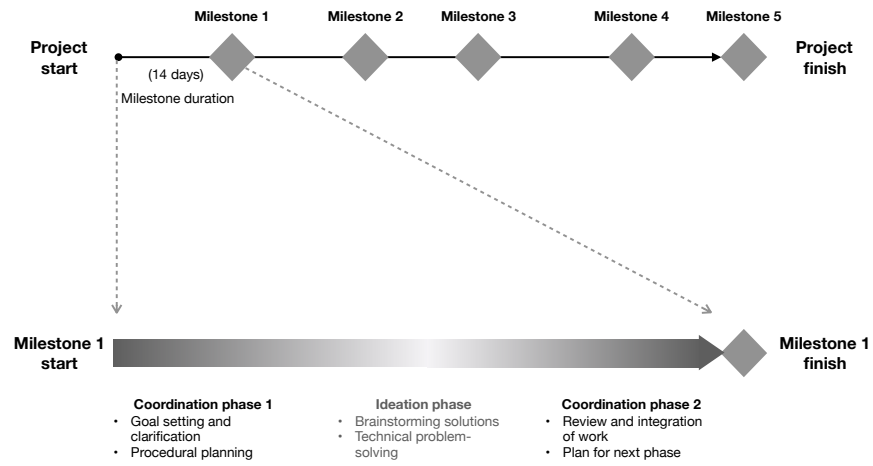 Milestone 1
Milestone 2
Milestone 3
Milestone 4
Milestone 5
Project
start
Project
finish
(14 days)
Milestone duration
Milestone 1
start
Milestone 1
finish
Coordination phase 1
• Goal setting and
clarification
• Procedural planning
Ideation phase
• Brainstorming solutions
• Technical problem-
solving
Coordination phase 2
• Review and integration
of work
• Plan for next phase